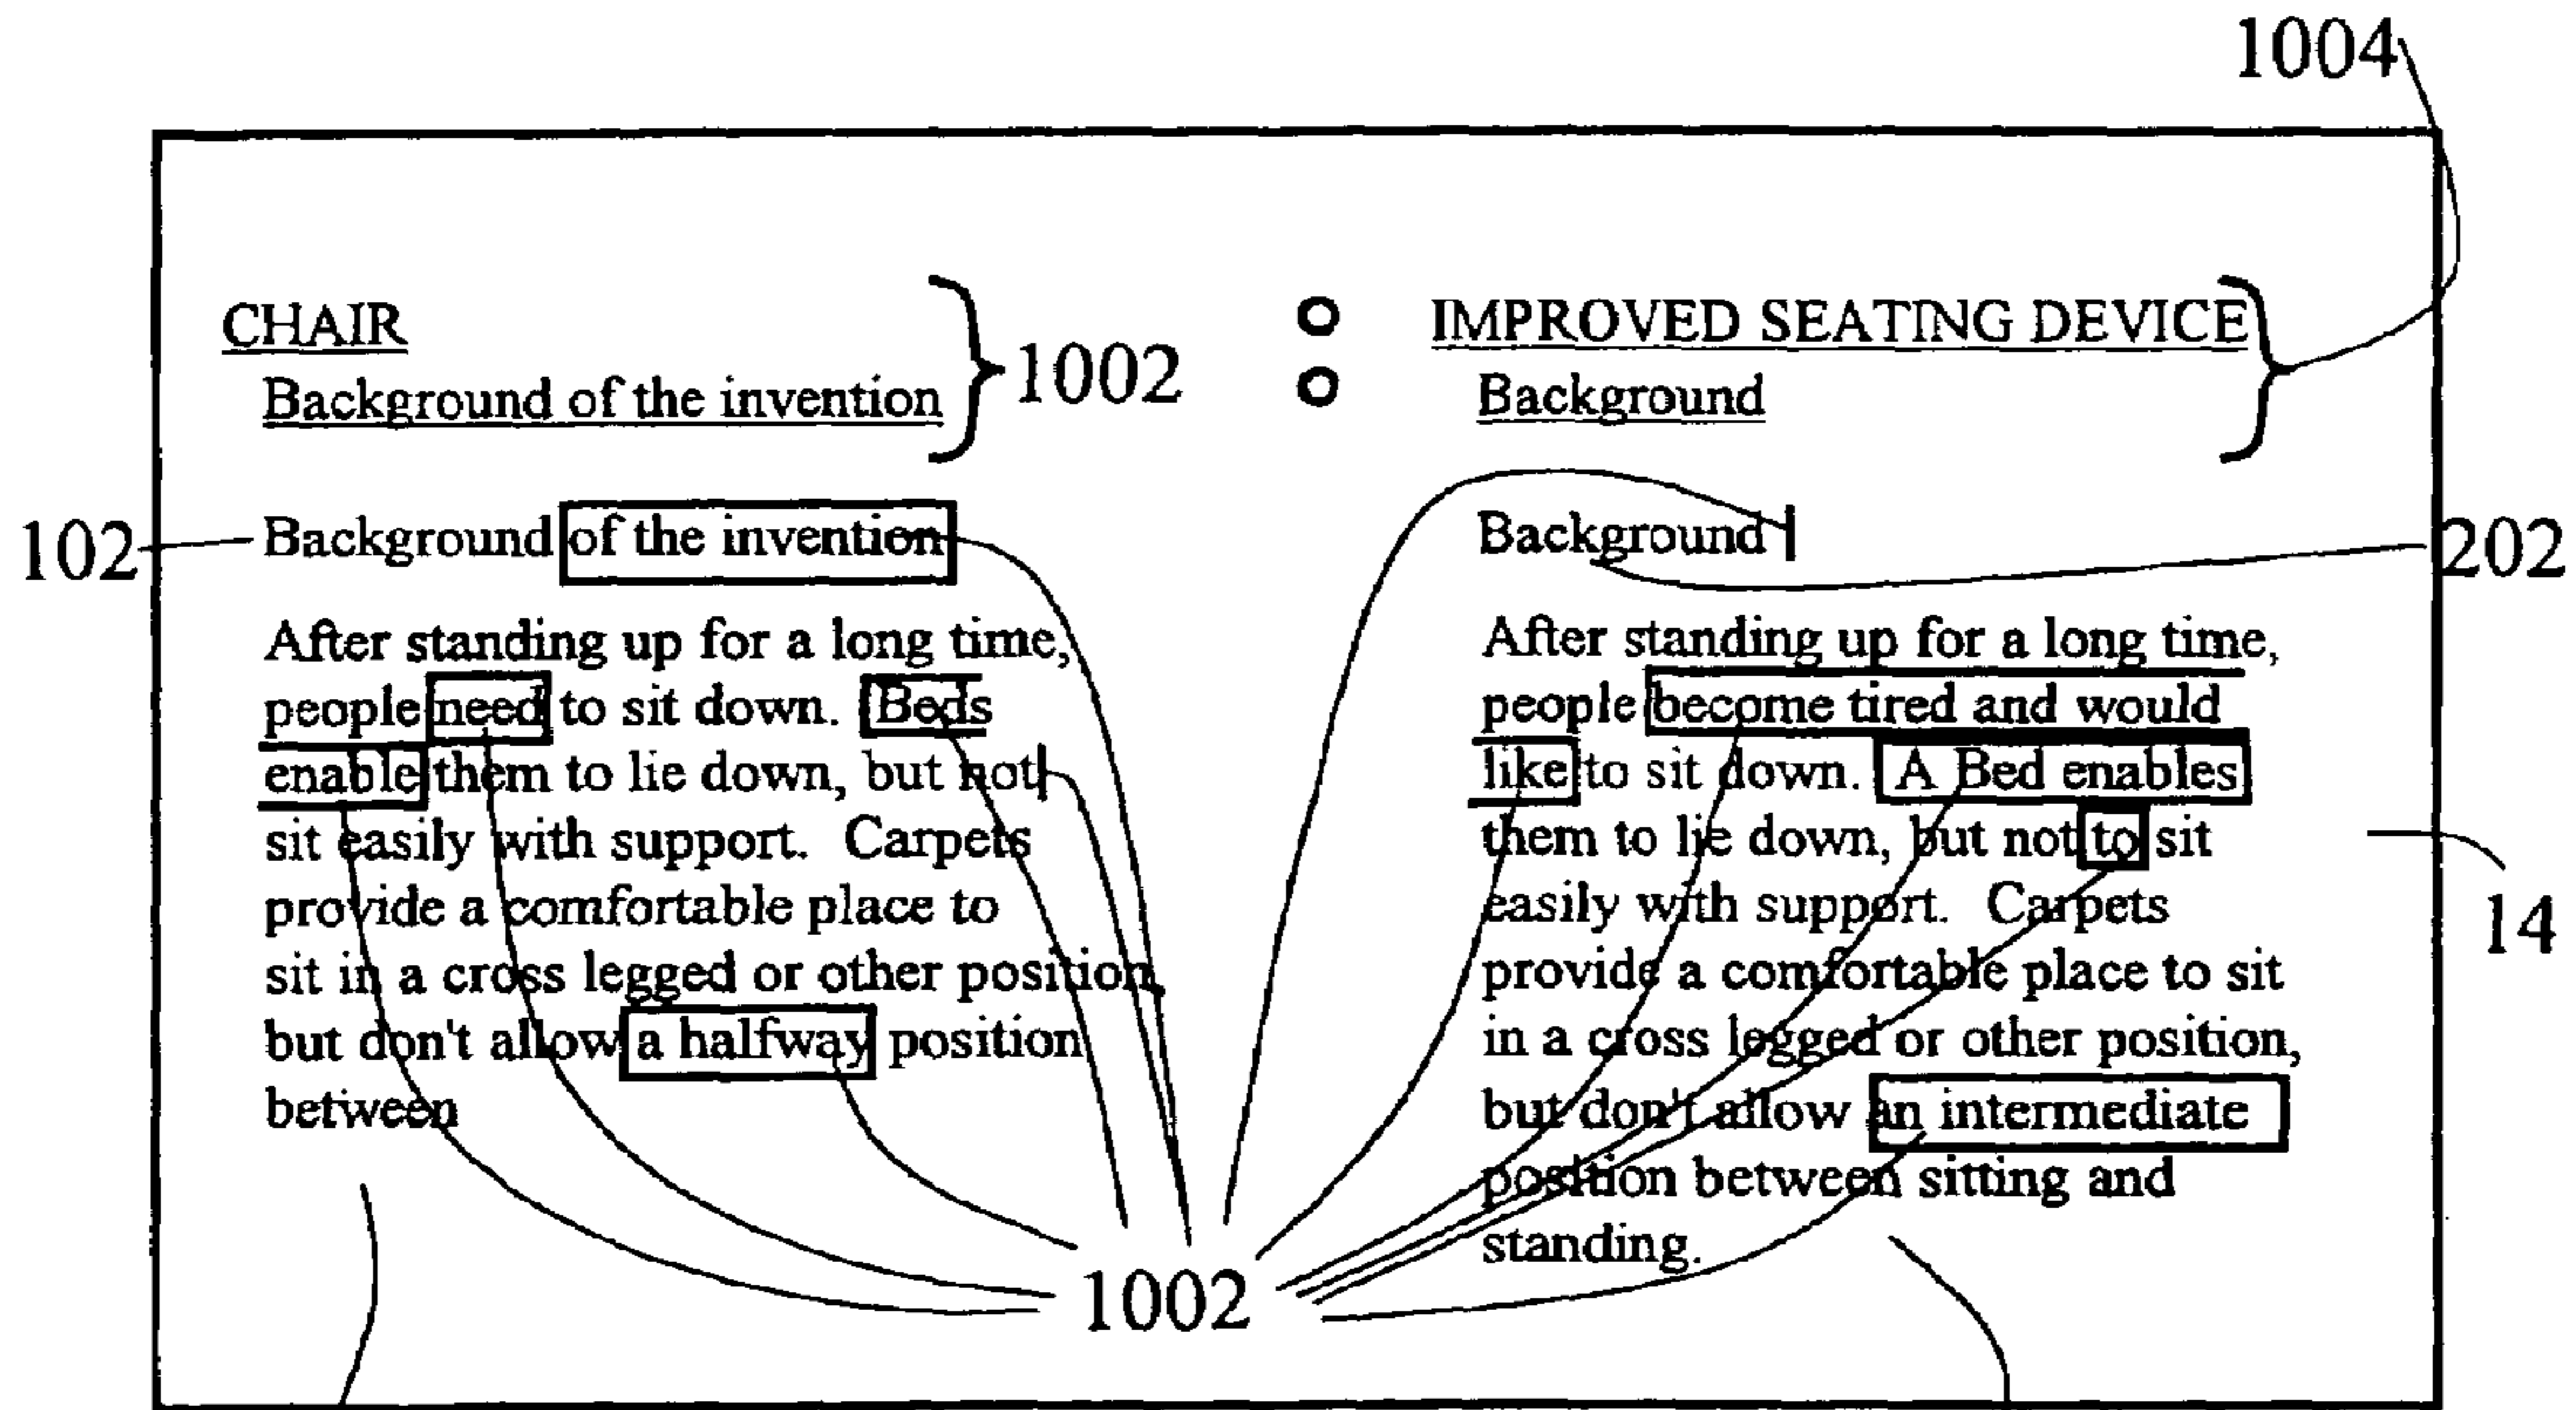 1004
CHAIR
Background of the invention
1002
IMPROVED SEATING DEVICE
Background
102
Background of the invention
After standing up for a long time,
people need to sit down. Beds
enable them to lie down, but not
sit easily with support. Carpets
provide a comfortable place to
sit in a cross legged or other position,
but don't allow a halfway position
between
Background
202
After standing up for a long time,
people become tired and would
like to sit down. A Bed enables
them to lie down, but not to sit
easily with support. Carpets
provide a comfortable place to sit
in a cross legged or other position,
but don't allow an intermediate
position between sitting and
standing.
14
1002